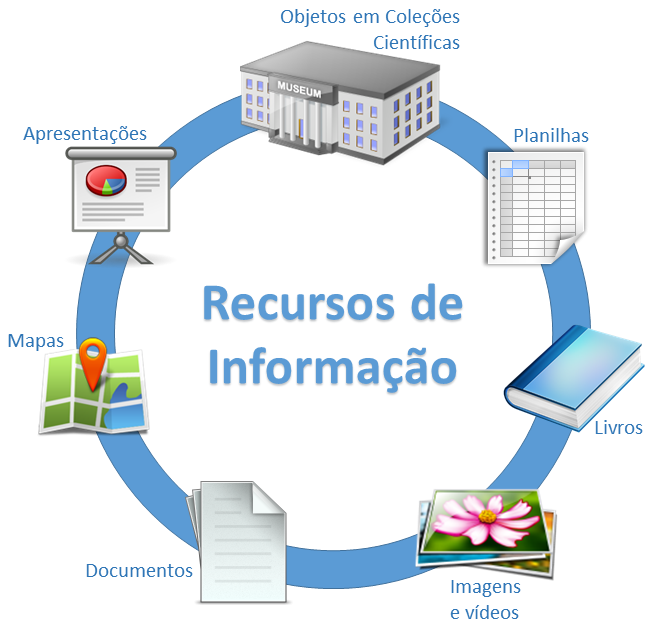 Objetos em Coleções
Científicas
MUSEUM
Apresentações
Planilhas
Recursos de
Informação
Mapas
Livros
Documentos
Imagens
e vídeos